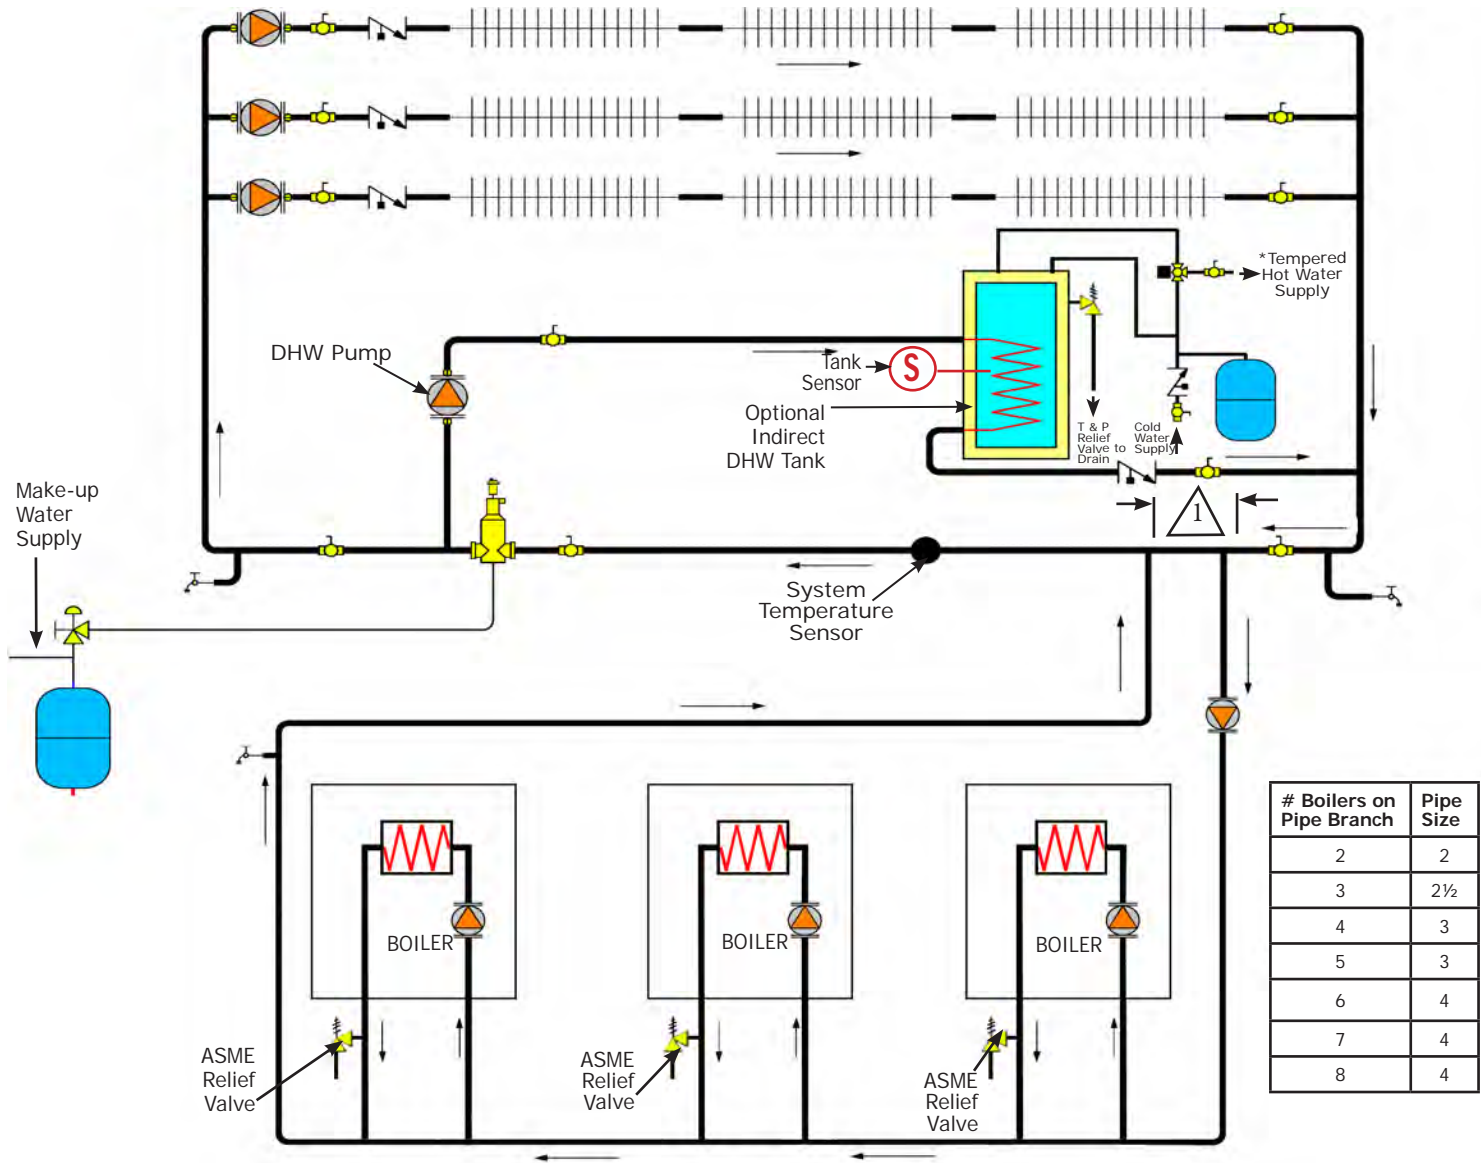 *Tempered
Hot Water
Supply
DHW Pump
Tank
Sensor
S
Optional
Indirect
DHW Tank
T & P
Relief
Valve to
Drain
Cold
Water
Supply
1
Make-up
Water
Supply
System
Temperature
Sensor
BOILER
BOILER
BOILER
ASME
Relief
Valve
ASME
Relief
Valve
ASME
Relief
Valve
# Boilers on Pipe
Pipe Branch Size
2 2
3 2½
4 3
5 3
6 4
7 4
8 4